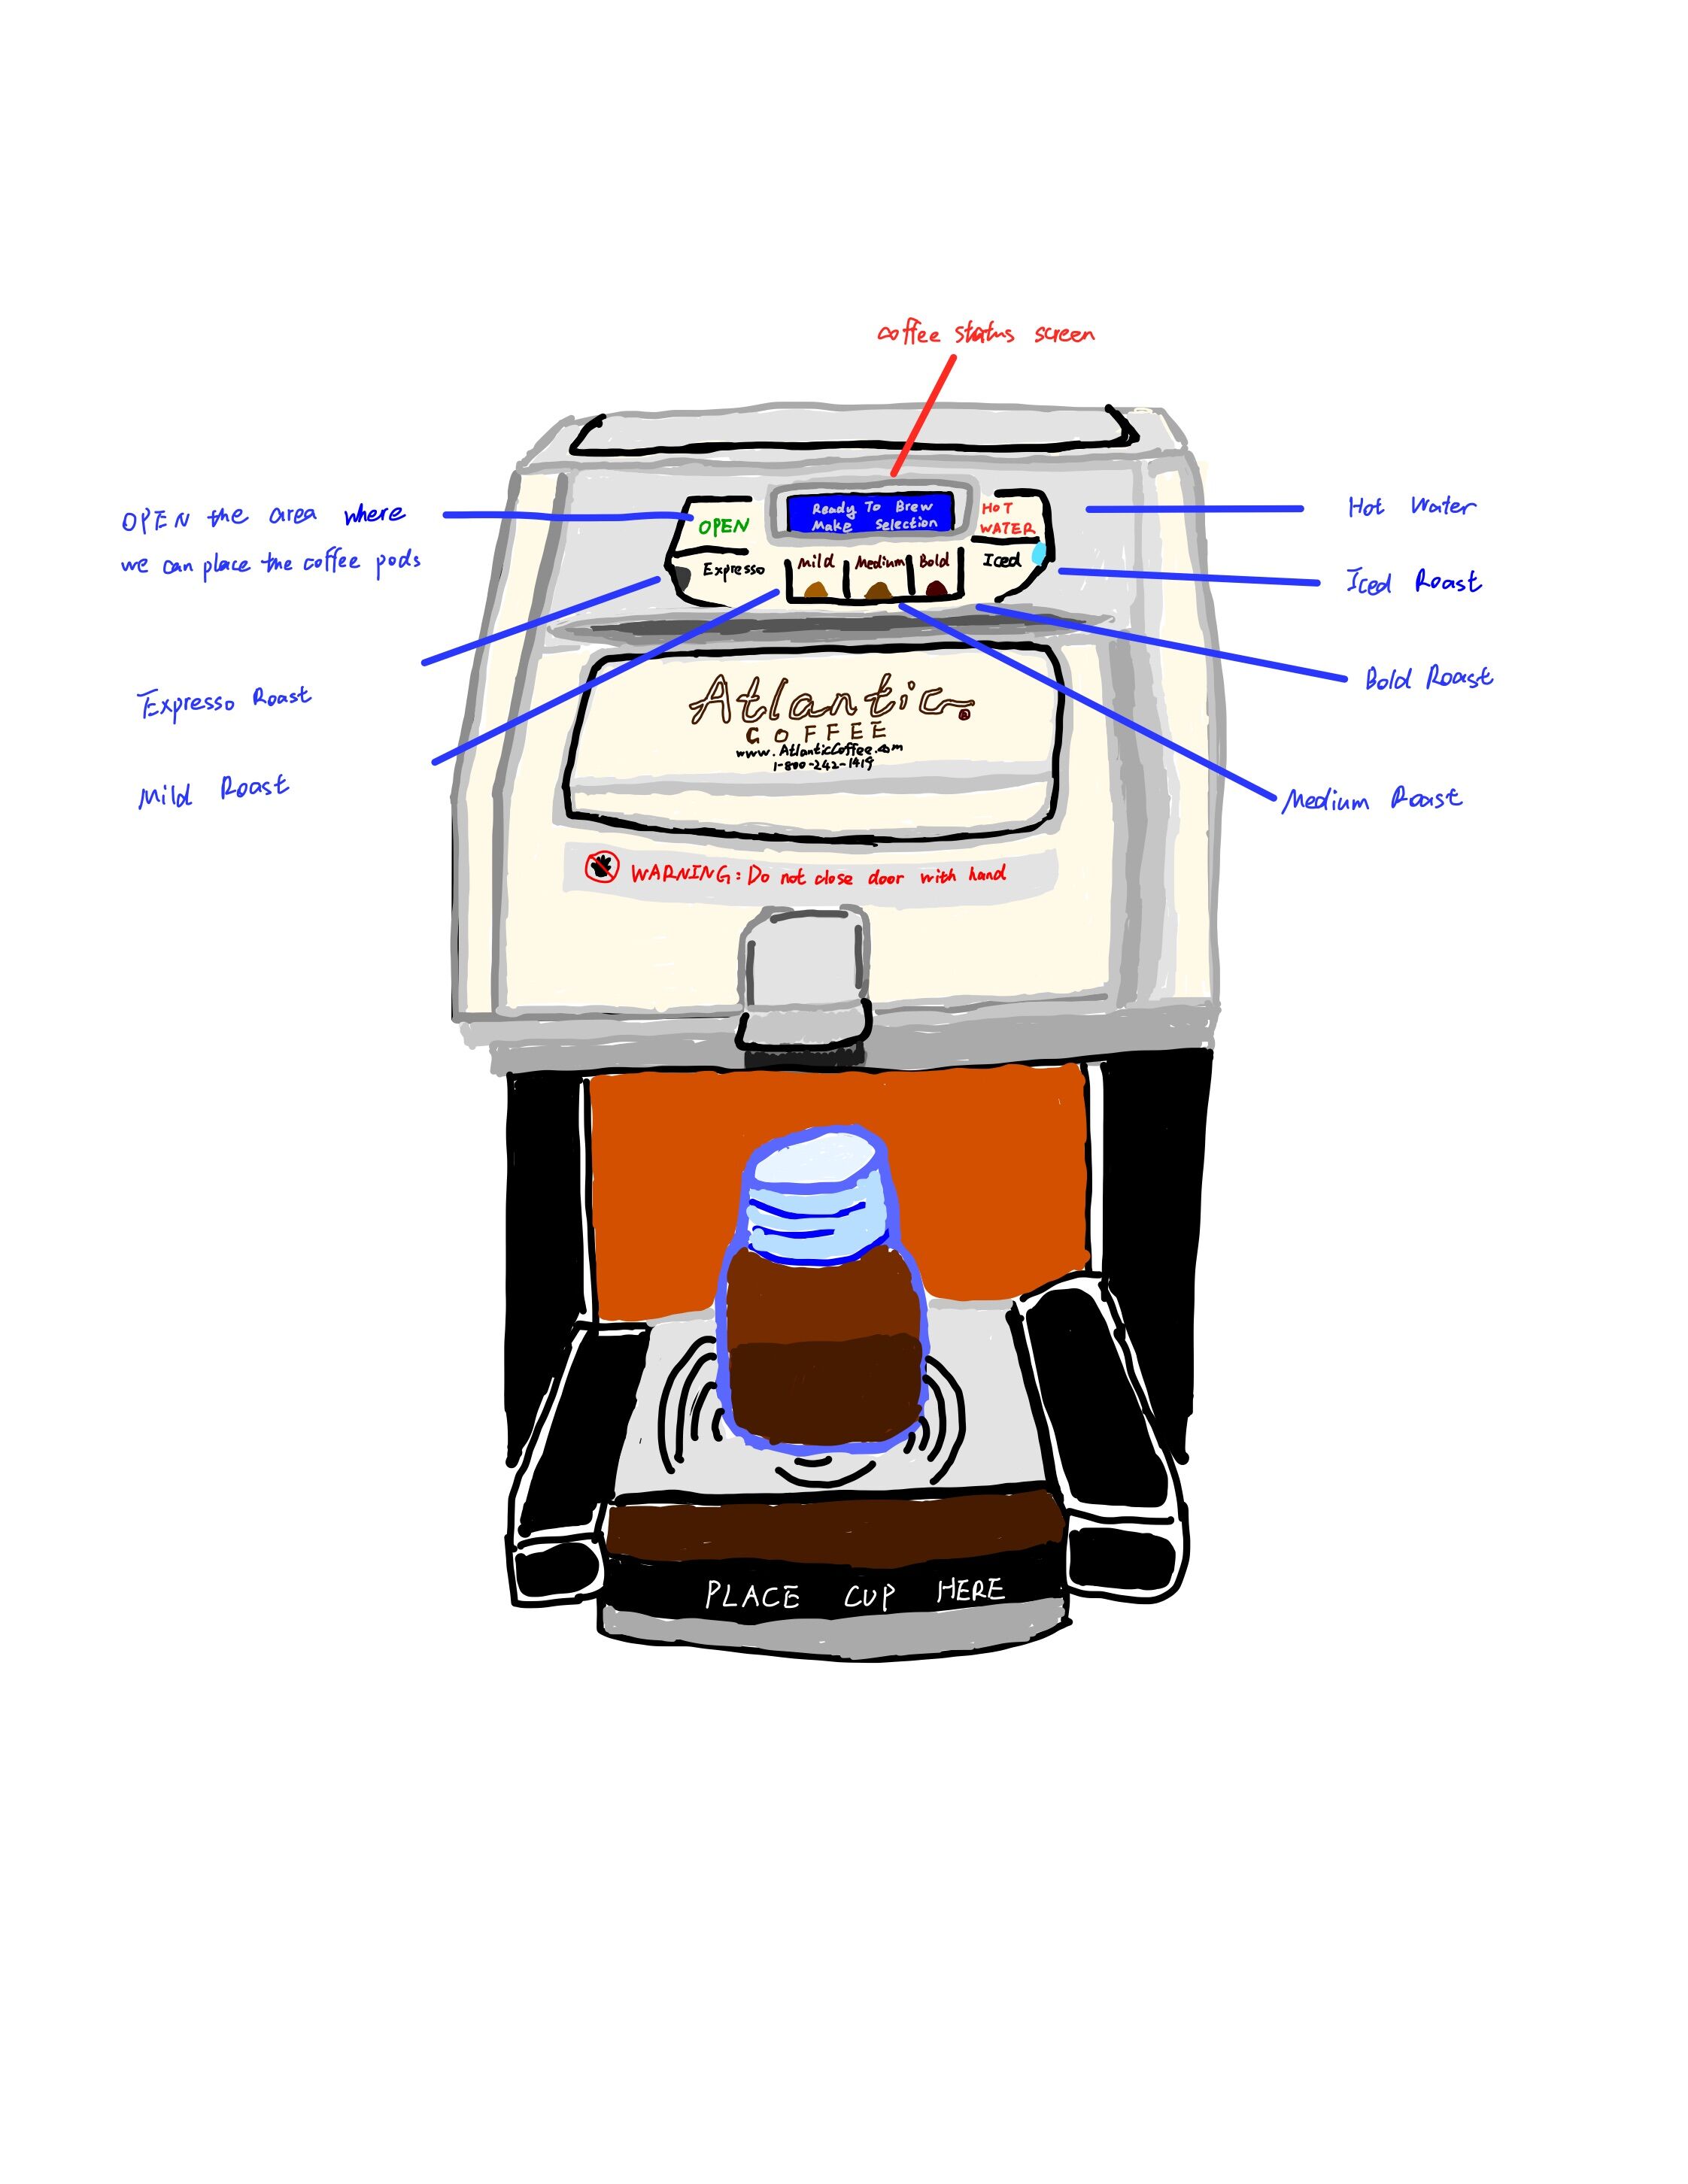 coffee status screen
OPEN the area where
we can place the coffee pods
Expresso Roast
Mild Roast
Hot Water
Iced Roast
Bold Roast
Medium Roast
OPEN
Ready To Brew
Make Selection
HOT
WATER
Expresso
Mild
Medium
Bold
Iced
Atlantic®
COFFEE
www.AtlanticCoffee.com
1-800-242-1419
WARNING: Do not close door with hand
PLACE CUP HERE